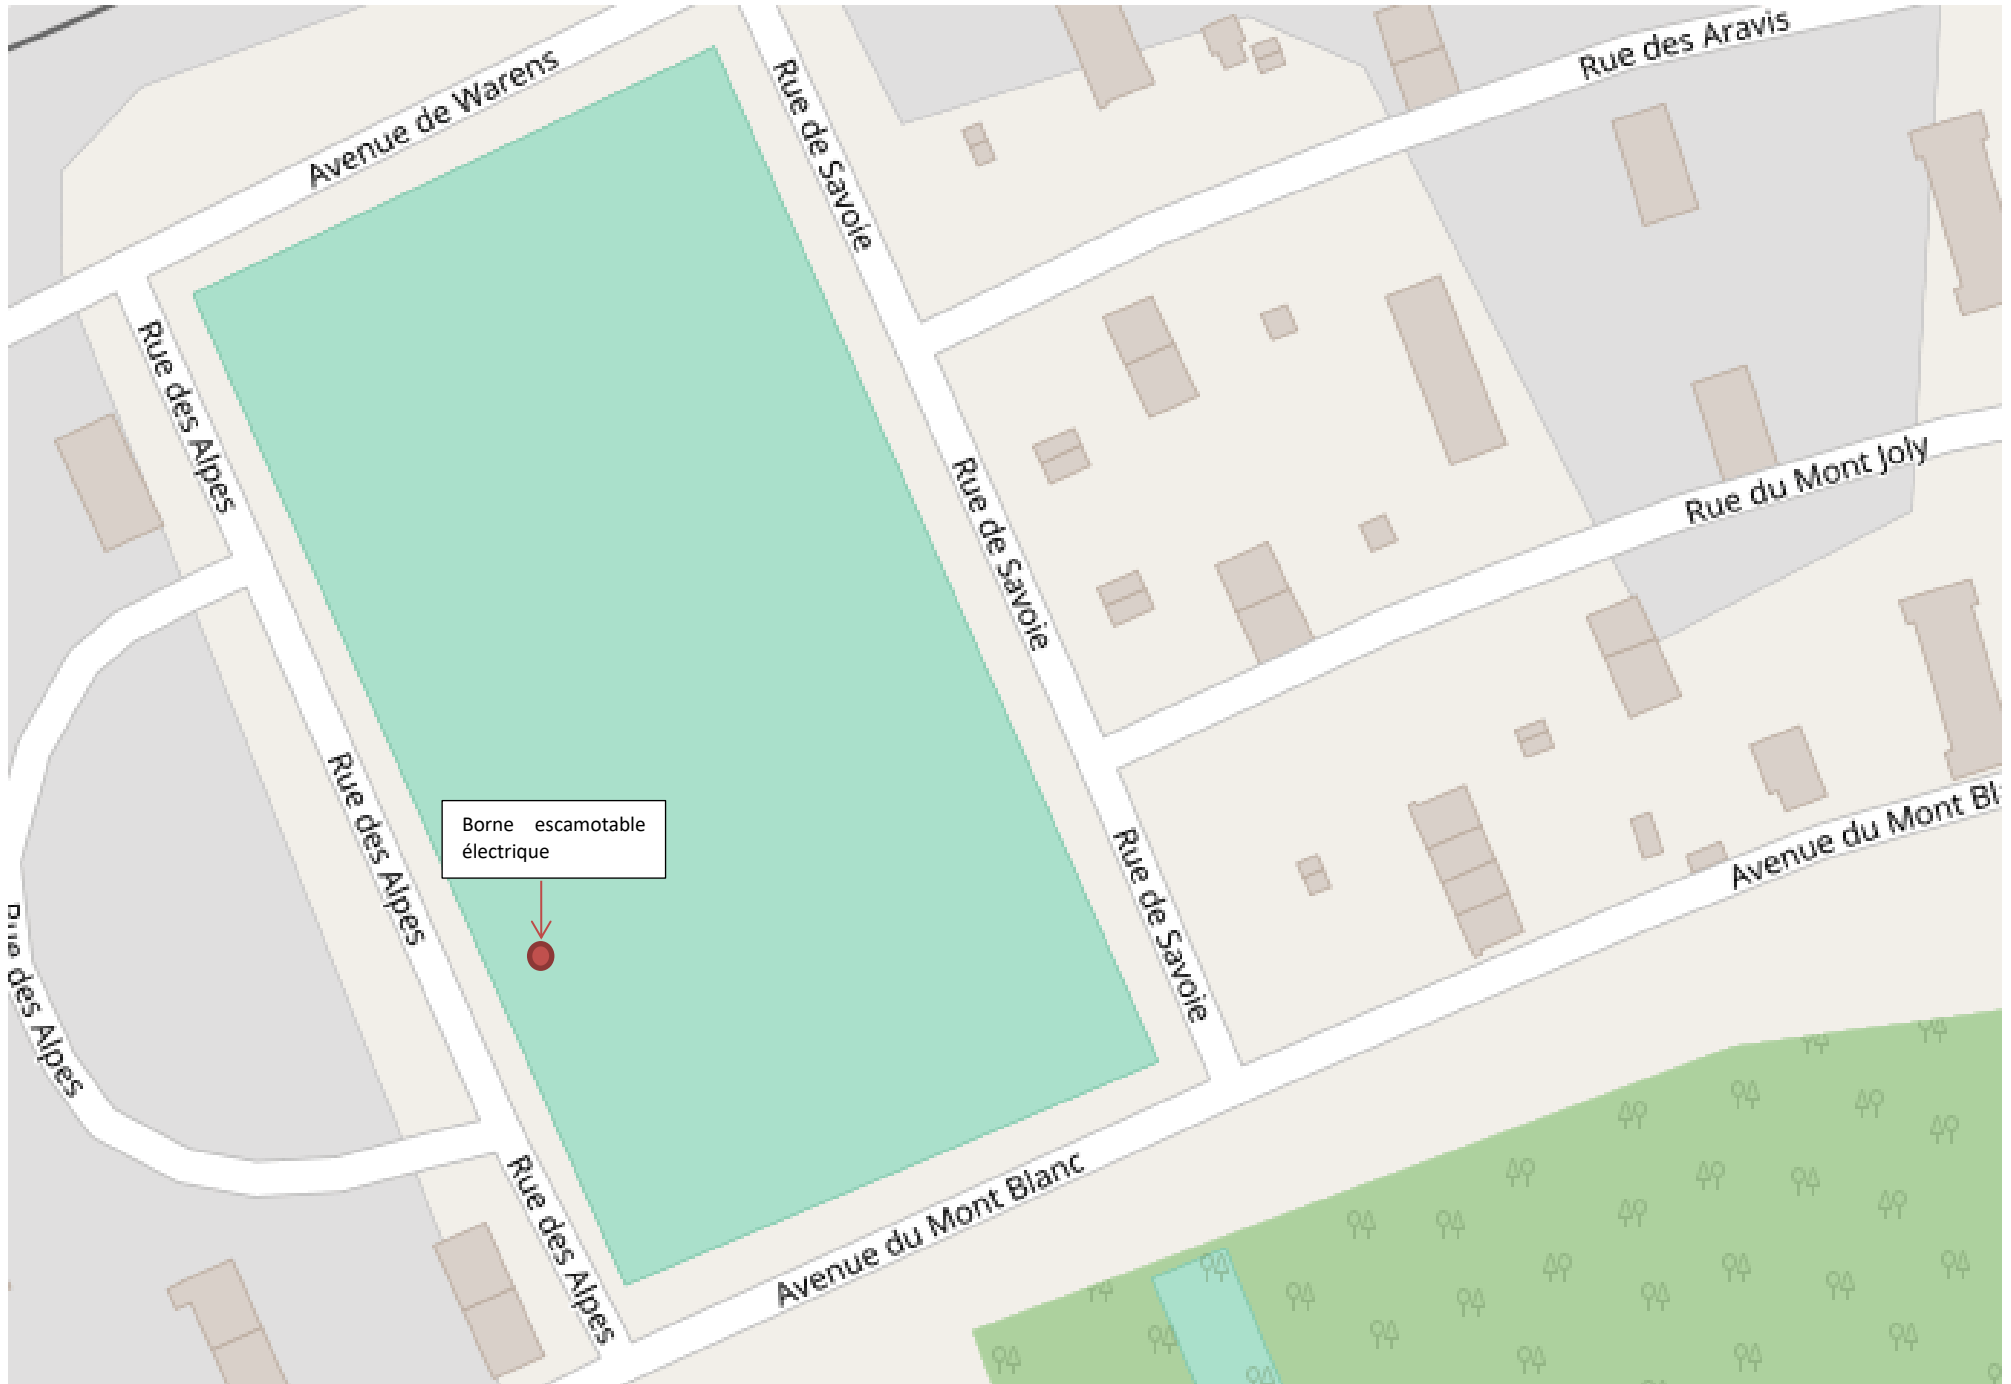 Avenue de Warens
Rue de Savoie
Rue des Aravis
Rue des Alpes
Rue de Savoie
Rue du Mont Joly
Rue des Alpes
Borne escamotable
électrique
Rue de Savoie
Avenue du Mont Bl
Rue des Alpes
Avenue du Mont Blanc
Rue des Alpes